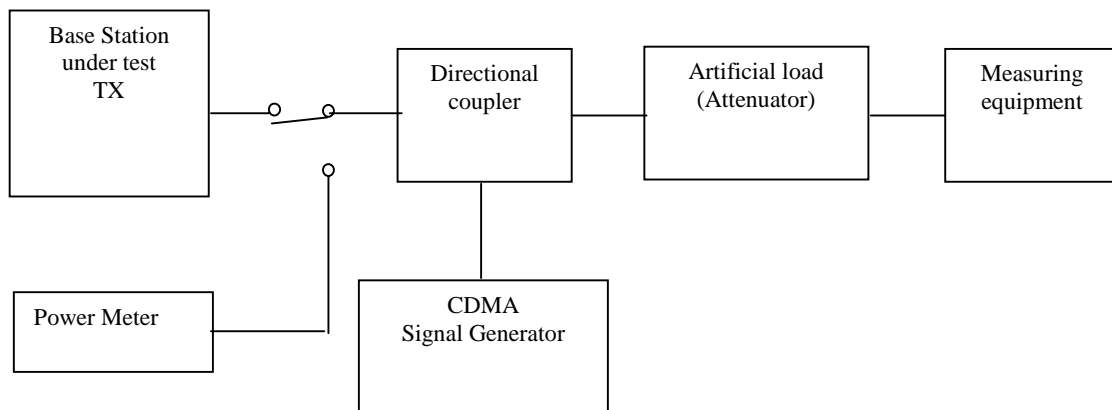 Base Station
under test
TX
Directional
coupler
Artificial load
(Attenuator)
Measuring
equipment
Power Meter
CDMA
Signal Generator